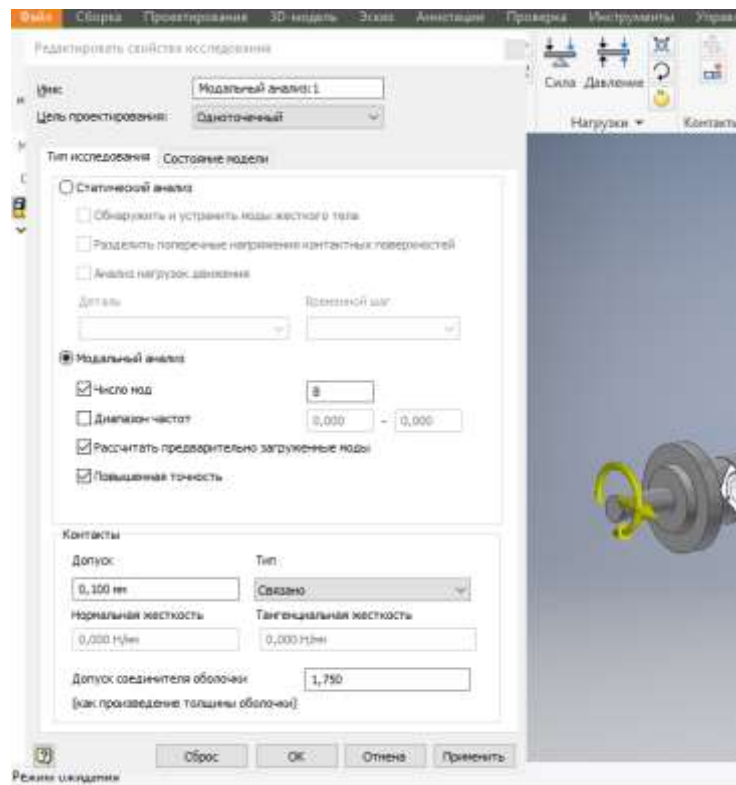 Файл Сборка Проектирование 3D-модель Эскиз Аннотации Проверка Инструменты
Редактировать свойства исследования
Имя: Модальный анализ:1
Цель проектирования: Одноточечный
Сила Давление
Нагрузки
Контакты
Тип исследования Состояние модели
Статический анализ
Обнаружить и устранить моды жесткого тела
Разделить поперечные напряжения контактных поверхностей
Анализ нагрузок движения
Деталь Временной шаг
Модальный анализ
Число мод 8
Диапазон частот 0,000 - 0,000
Рассчитать предварительно загруженные моды
Повышенная точность
Контакты
Допуск Тип
0,100 мм Связано
Нормальная жесткость Тангенциальная жесткость
0,000 Н/мм 0,000 Н/мм
Допуск соединителя оболочки 1,750
(как произведение толщины оболочки)
Сброс OK Отмена Применить
Режим ожидания